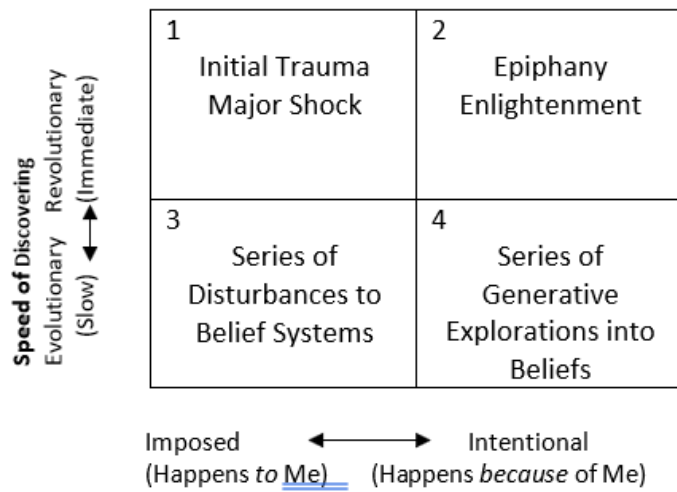 1
Initial Trauma
Major Shock
2
Epiphany
Enlightenment
3
Series of
Disturbances to
Belief Systems
4
Series of
Generative
Explorations into
Beliefs
Speed of Discovering
Evolutionary Revolutionary
(Slow) (Immediate)
Imposed Intentional
(Happens to Me) (Happens because of Me)